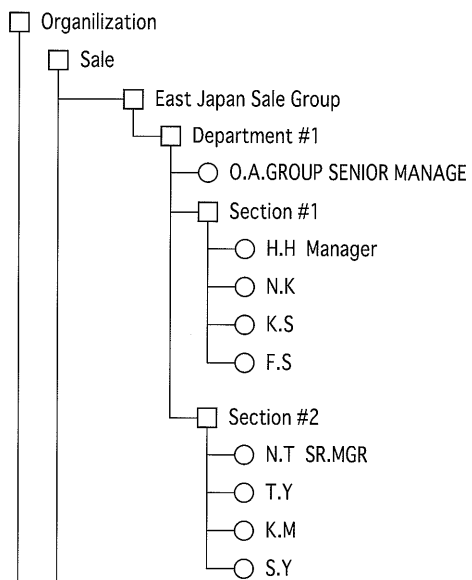 Organilization
Sale
East Japan Sale Group
Department #1
O.A.GROUP SENIOR MANAGE
Section #1
H.H Manager
N.K
K.S
F.S
Section #2
N.T SR.MGR
T.Y
K.M
S.Y